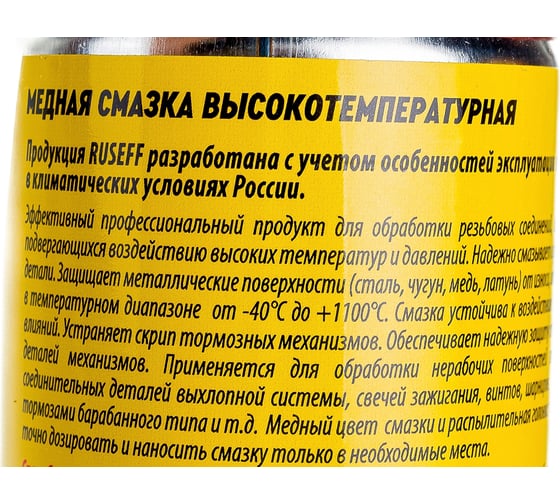 МЕДНАЯ СМАЗКА ВЫСОКОТЕМПЕРАТУРНАЯ
Продукция RUSEFF разработана с учетом особенностей эксплуатац
в климатических условиях России.
Эффективный профессиональный продукт для обработки резьбовых соединени
подвергающихся воздействию высоких температур и давлений. Надежно смазывает
детали. Защищает металлические поверхности (сталь, чугун, медь, латунь) от
в температурном диапазоне от -40°С до +1100°С. Смазка устойчива к воздейс
влияний. Устраняет скрип тормозных механизмов. Обеспечивает надежную защит
деталей механизмов. Применяется для обработки нерабочих поверхностей
соединительных деталей выхлопной системы, свечей зажигания, винтов,
тормозами барабанного типа и т.д. Медный цвет смазки и распылительная
точно дозировать и наносить смазку только в необходимые места.